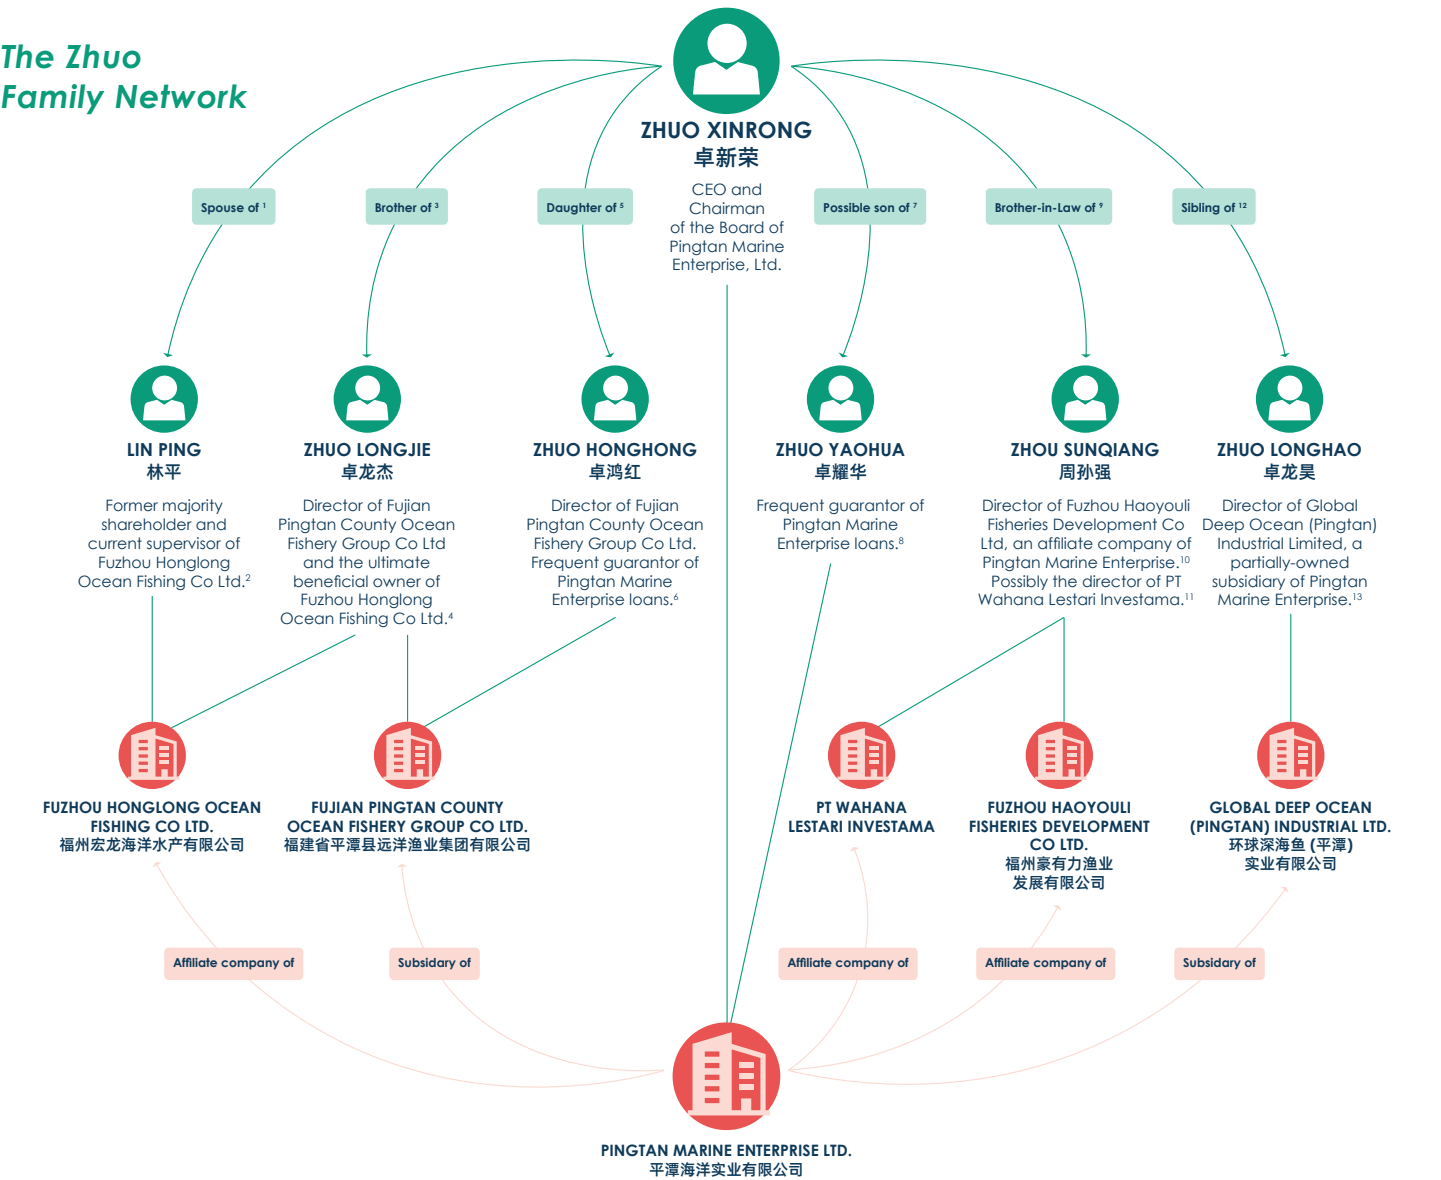 The Zhuo
Family Network
ZHUO XINRONG
卓新荣
CEO and
Chairman
of the Board of
Pingtan Marine
Enterprise, Ltd.
Spouse of 1
Brother of 3
Daughter of 5
Possible son of 7
Brother-in-Law of 9
Sibling of 12
LIN PING
林平
Former majority
shareholder and
current supervisor of
Fuzhou Honglong
Ocean Fishing Co Ltd.2
ZHUO LONGJIE
卓龙杰
Director of Fujian
Pingtan County Ocean
Fishery Group Co Ltd
and the ultimate
beneficial owner of
Fuzhou Honglong
Ocean Fishing Co Ltd.4
ZHUO HONGHONG
卓鸿红
Director of Fujian
Pingtan County Ocean
Fishery Group Co Ltd.
Frequent guarantor of
Pingtan Marine
Enterprise loans.6
ZHUO YAOHUA
卓耀华
Frequent guarantor of
Pingtan Marine
Enterprise loans.8
ZHOU SUNQIANG
周孙强
Director of Fuzhou Haoyouli
Fisheries Development Co
Ltd, an affiliate company of
Pingtan Marine Enterprise.10
Possibly the director of PT
Wahana Lestari Investama.11
ZHUO LONGHAO
卓龙昊
Director of Global
Deep Ocean (Pingtan)
Industrial Limited, a
partially-owned
subsidiary of Pingtan
Marine Enterprise.13
FUZHOU HONGLONG OCEAN
FISHING CO LTD.
福州宏龙海洋水产有限公司
FUJIAN PINGTAN COUNTY
OCEAN FISHERY GROUP CO LTD.
福建省平潭县远洋渔业集团有限公司
PT WAHANA
LESTARI INVESTAMA
FUZHOU HAOYOULI
FISHERIES DEVELOPMENT
CO LTD.
福州豪有力渔业
发展有限公司
GLOBAL DEEP OCEAN
(PINGTAN) INDUSTRIAL LTD.
环球深海鱼 (平潭)
实业有限公司
Affiliate company of
Subsidary of
Affiliate company of
Affiliate company of
Subsidary of
PINGTAN MARINE ENTERPRISE LTD.
平潭海洋实业有限公司